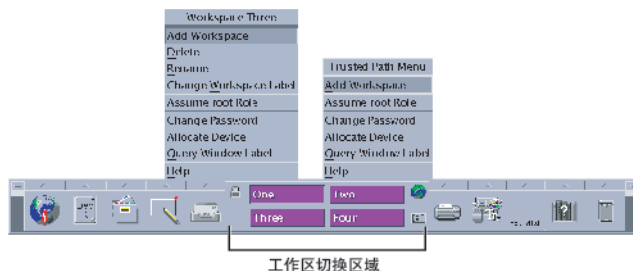 Workspace Three
Add Workspace
Delete
Rename
Change Workspace Label
Assume root Role
Change Password
Allocate Device
Query Window Label
Help
Trusted Path Menu
Add Workspace
Assume root Role
Change Password
Allocate Device
Query Window Label
Help
One
Two
Three
Four
工作区切换区域